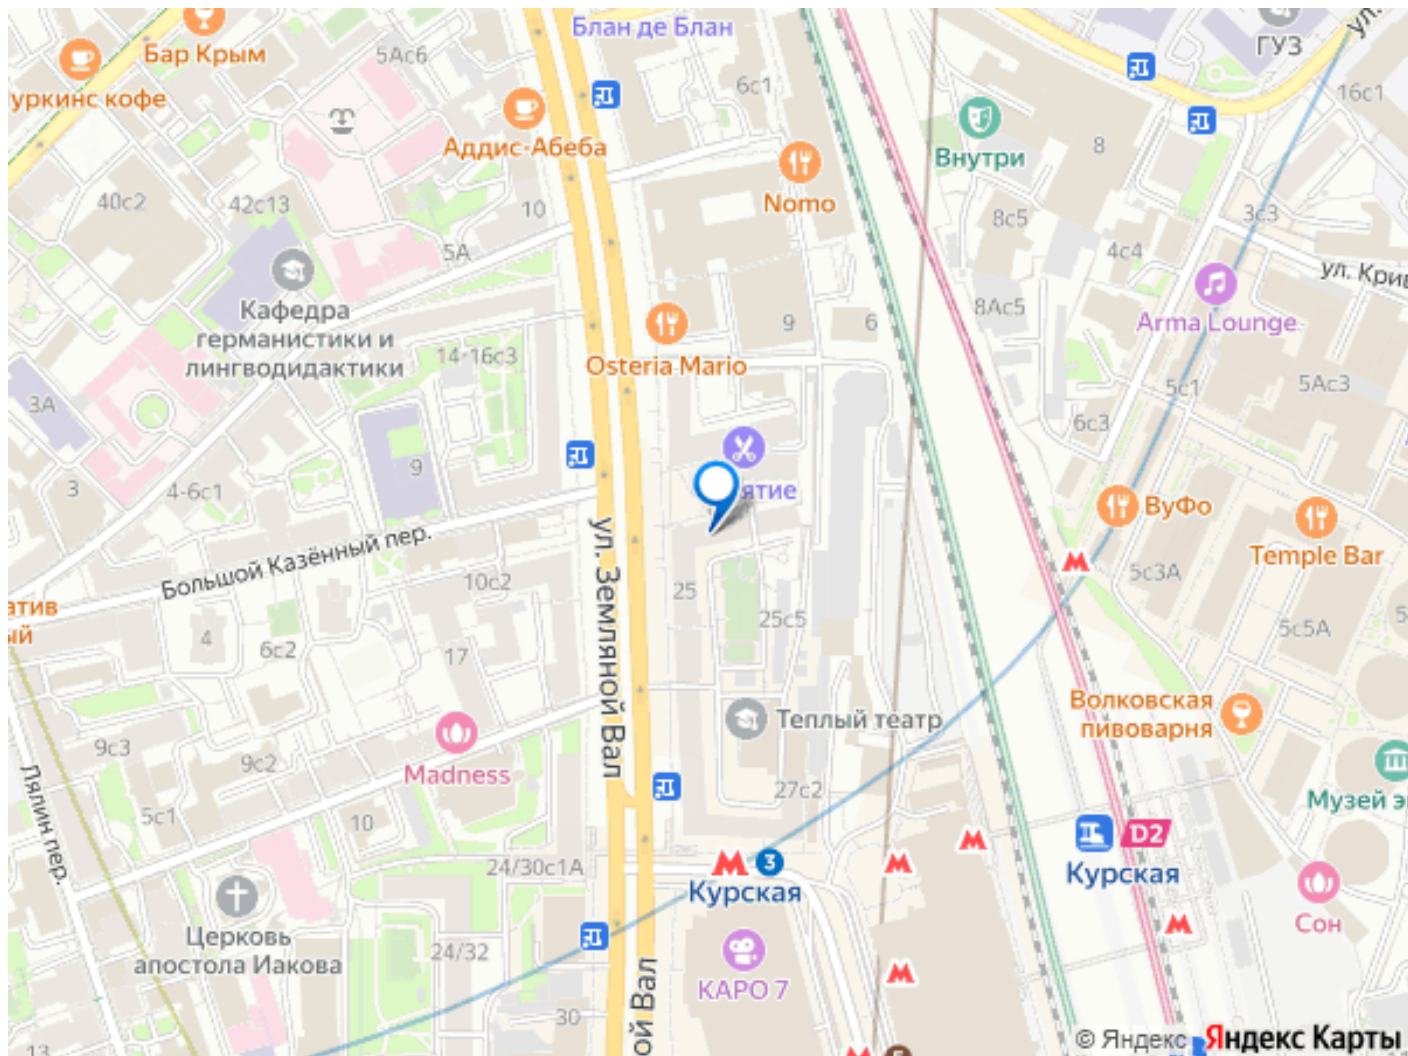 Блан де Блан
ГУЗ
Бар Крым
5Ас6
6с1
16с1
уркинс кофе
Аддис-Абеба
8
Внутри
40с2
42с13
10
Nomo
8с5
3с3
5А
4с4
ул. Крив
Кафедра
германистики и
лингводидактики
8Ас5
Arma Lounge
9
6
14-16с3
Osteria Mario
5с1
5Ас3
3А
6с3
9
3
4-6с1
ятие
ВуФо
Temple Bar
Большой Казённый пер.
ул. Земляной Вал
10с2
5с3А
25
атив
ый
4
6с2
25с5
5с5А
17
Теплый театр
Волковская
пивоварня
9с3
9с2
Madness
27с2
Музей э
5с1
10
Лялин пер.
D2
24/30с1А
3
Курская
Курская
Сон
Церковь
апостола Иакова
24/32
КАРО 7
ой Вал
30
13
© Яндекс Яндекс Карты